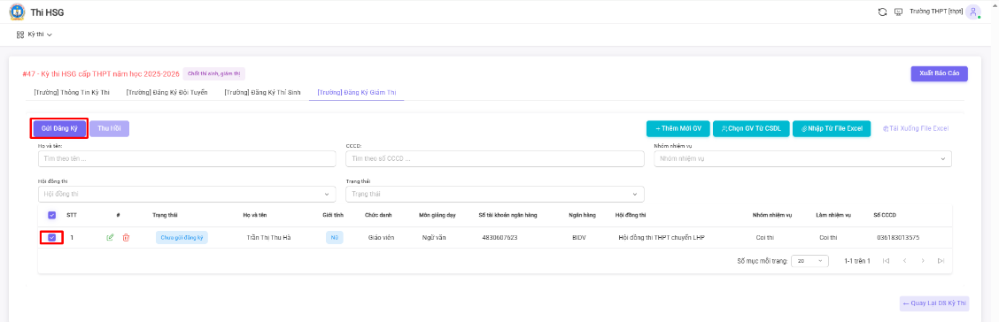 Thi HSG
Trường THPT [thpt]
Kỳ thi
#47 - Kỳ thi HSG cấp THPT năm học 2025-2026 Chốt thí sinh, giám thị
Xuất Báo Cáo
[Trường] Thông Tin Kỳ Thi [Trường] Đăng Ký Đội Tuyển [Trường] Đăng Ký Thí Sinh [Trường] Đăng Ký Giám Thị
Gửi Đăng Ký Thu Hồi + Thêm Mới GV Chọn GV Từ CSDL Nhập Từ File Excel Tải Xuống File Excel
Họ và tên: CCCD: Nhóm nhiệm vụ
Tìm theo tên ... Tìm theo số CCCD ... Nhóm nhiệm vụ
Hội đồng thi Trạng thái
Hội đồng thi Trạng thái
STT # Trạng thái Họ và tên Giới tính Chức danh Môn giảng dạy Số tài khoản ngân hàng Ngân hàng Hội đồng thi Nhóm nhiệm vụ Làm nhiệm vụ Số CCCD
1 Chưa gửi đăng ký Trần Thị Thu Hà Nữ Giáo viên Ngữ văn 4830607623 BIDV Hội đồng thi THPT chuyên LHP Coi thi Coi thi 036183013575
Số mục mỗi trang: 20 1-1 trên 1
← Quay Lại DS Kỳ Thi